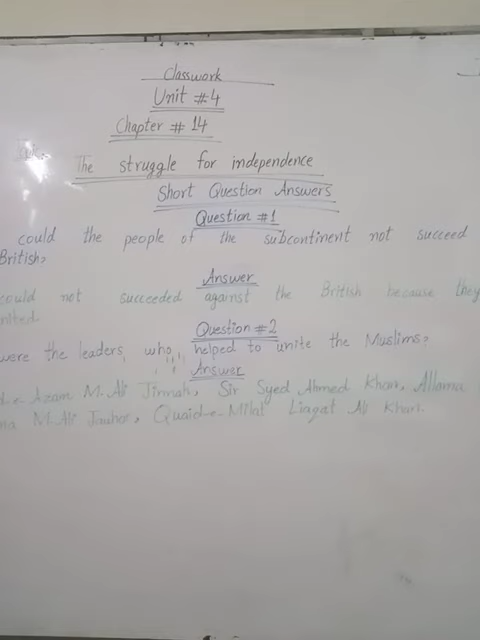 Classwork
Unit #4
Chapter # 14
The struggle for independence
Short Question Answers
Question #1
could the people of the subcontinent not succeed
British?
Answer
could not succeeded against the British because they
nited
Question #2
were the leaders, who helped to unite the Muslims?
Answer
d-e-Azam M. Ali Jinnah, Sir Syed Ahmed Khan, Allama
na M. Ali Jauhar, Quaid-e-Millat Liaqat Ali Khan.